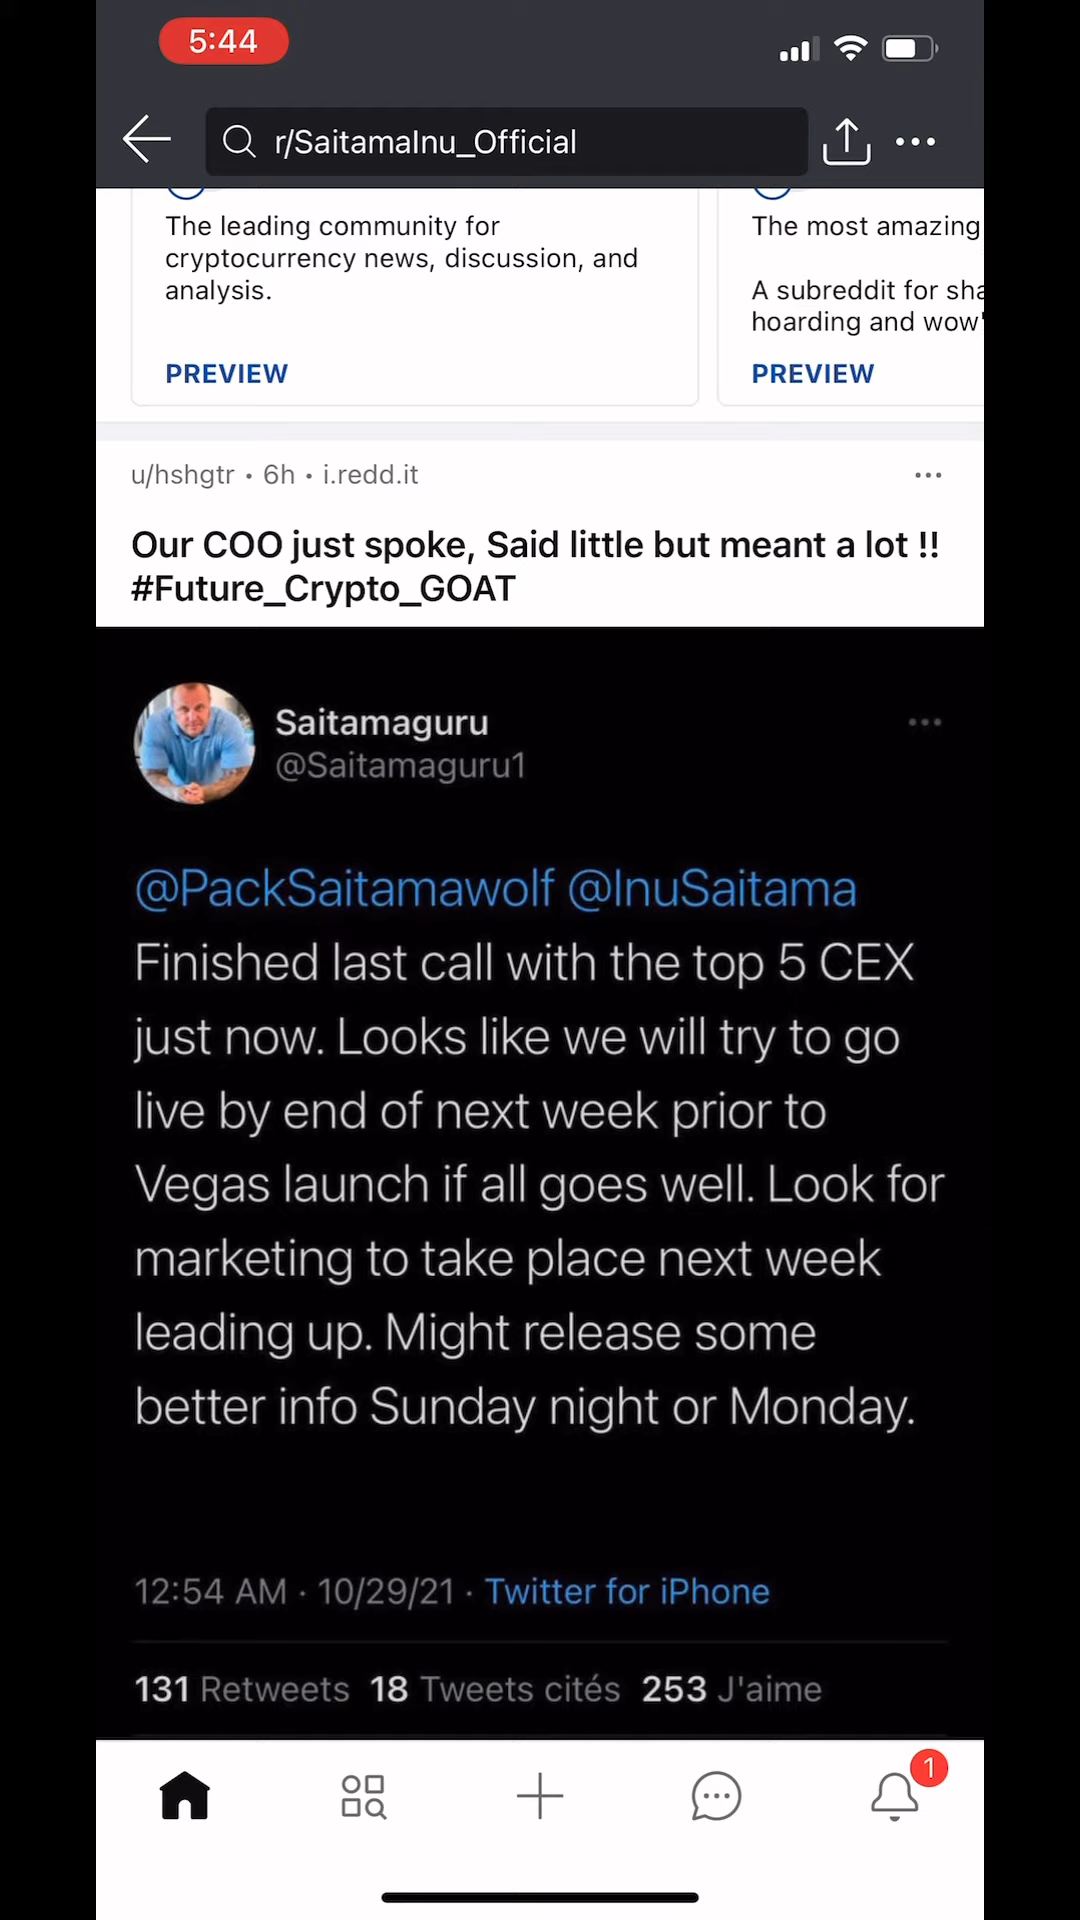 5:44
r/SaitamaInu_Official
The leading community for
cryptocurrency news, discussion, and
analysis.
PREVIEW
The most amazing
A subreddit for sha
hoarding and wow'
PREVIEW
u/hshgtr • 6h • i.redd.it
Our COO just spoke, Said little but meant a lot !!
#Future_Crypto_GOAT
Saitamaguru
@Saitamaguru1
@PackSaitamawolf @InuSaitama
Finished last call with the top 5 CEX
just now. Looks like we will try to go
live by end of next week prior to
Vegas launch if all goes well. Look for
marketing to take place next week
leading up. Might release some
better info Sunday night or Monday.
12:54 AM · 10/29/21 · Twitter for iPhone
131 Retweets 18 Tweets cités 253 J'aime
1